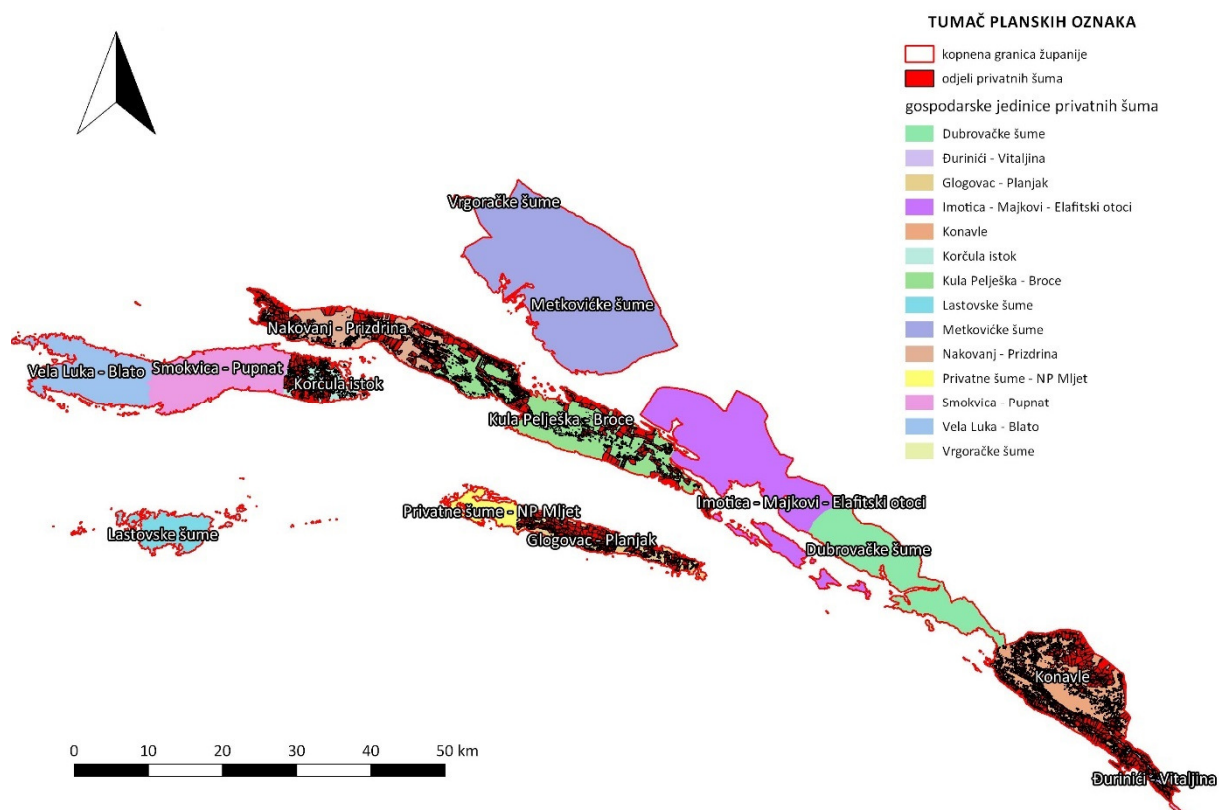 TUMAČ PLANSKIH OZNAKA
kopnena granica županije
odjeli privatnih šuma
gospodarske jedinice privatnih šuma
Dubrovačke šume
Đurinići - Vitaljina
Glogovac - Planjak
Imotica - Majkovi - Elafitski otoci
Konavle
Korčula istok
Kula Pelješka - Broce
Lastovske šume
Metkovićke šume
Nakovanj - Prizdrina
Privatne šume - NP Mljet
Smokvica - Pupnat
Vela Luka - Blato
Vrgoračke šume
Vrgoračke šume
Metkovićke šume
Nakovanj - Prizdrina
Smokvica - Pupnat
Vela Luka - Blato
Korčula istok
Kula Pelješka - Broce
Imotica - Majkovi - Elafitski otoci
Privatne šume - NP Mljet
Lastovske šume
Glogovac - Planjak
Dubrovačke šume
Konavle
Đurinići - Vitaljina
0 10 20 30 40 50 km